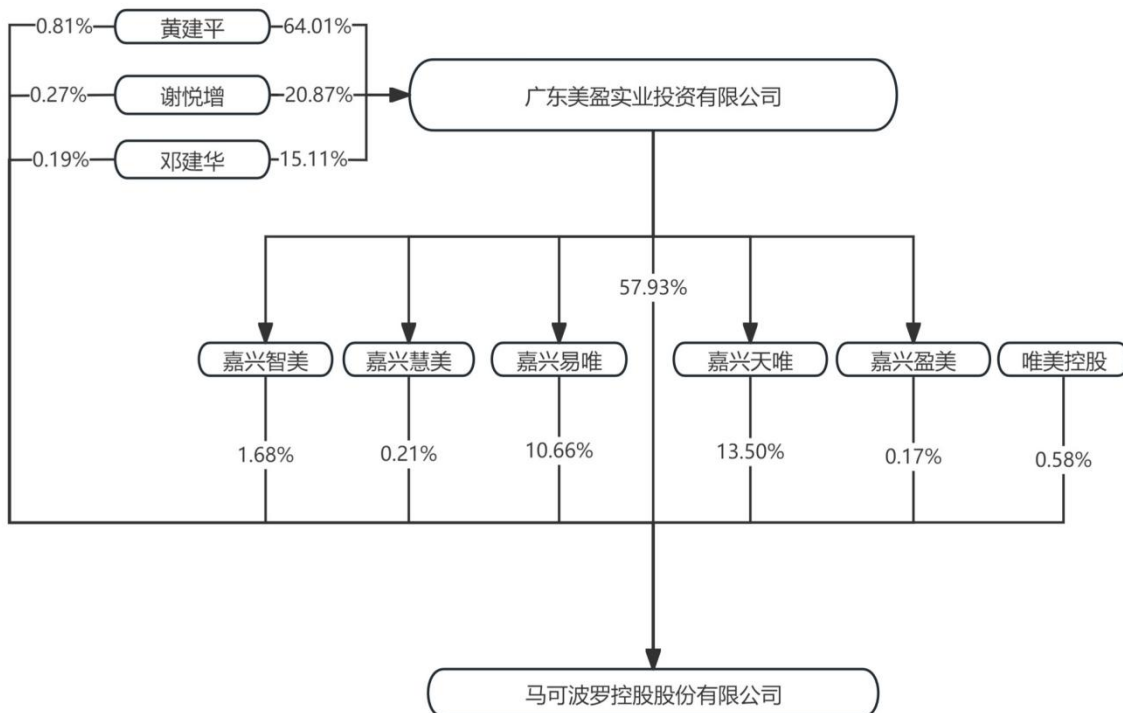 0.81% 黄建平 64.01%
0.27% 谢悦增 20.87% 广东美盈实业投资有限公司
0.19% 邓建华 15.11%
57.93%
嘉兴智美 嘉兴慧美 嘉兴易唯 嘉兴天唯 嘉兴盈美 唯美控股
1.68% 0.21% 10.66% 13.50% 0.17% 0.58%
马可波罗控股股份有限公司